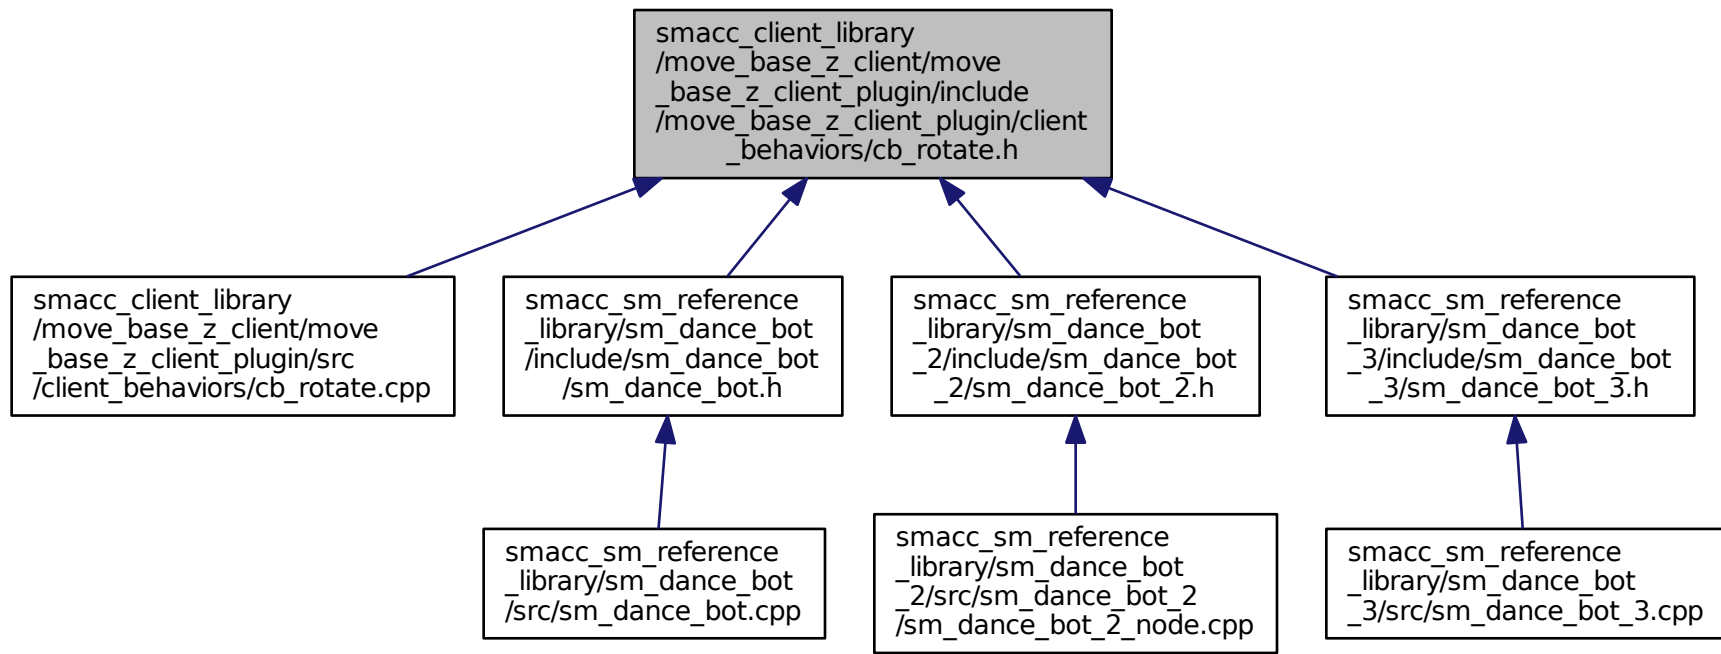 smacc_client_library
/move_base_z_client/move
_base_z_client_plugin/include
/move_base_z_client_plugin/client
_behaviors/cb_rotate.h
smacc_client_library
/move_base_z_client/move
_base_z_client_plugin/src
/client_behaviors/cb_rotate.cpp
smacc_sm_reference
_library/sm_dance_bot
/include/sm_dance_bot
/sm_dance_bot.h
smacc_sm_reference
_library/sm_dance_bot
_2/include/sm_dance_bot
_2/sm_dance_bot_2.h
smacc_sm_reference
_library/sm_dance_bot
_3/include/sm_dance_bot
_3/sm_dance_bot_3.h
smacc_sm_reference
_library/sm_dance_bot
/src/sm_dance_bot.cpp
smacc_sm_reference
_library/sm_dance_bot
_2/src/sm_dance_bot_2
/sm_dance_bot_2_node.cpp
smacc_sm_reference
_library/sm_dance_bot
_3/src/sm_dance_bot_3.cpp